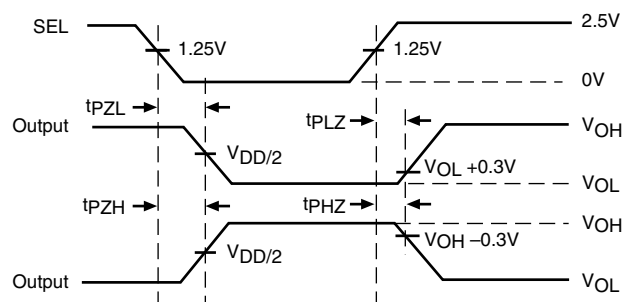 SEL
1.25V
1.25V
2.5V
0V
tPZL
tPLZ
Output
VDD/2
VOL +0.3V
VOH
VOL
tPZH
tPHZ
VOH
VDD/2
VOH –0.3V
Output
VOL